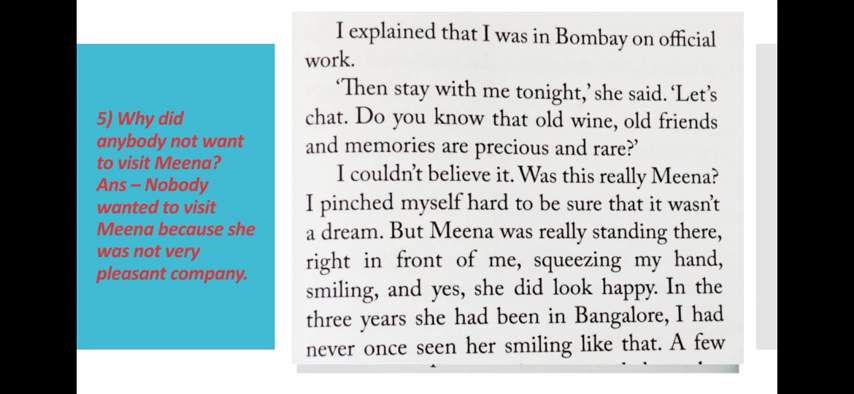 5) Why did
anybody not want
to visit Meena?
Ans – Nobody
wanted to visit
Meena because she
was not very
pleasant company.
I explained that I was in Bombay on official
work.
‘Then stay with me tonight,’ she said. ‘Let’s
chat. Do you know that old wine, old friends
and memories are precious and rare?’
I couldn’t believe it. Was this really Meena?
I pinched myself hard to be sure that it wasn’t
a dream. But Meena was really standing there,
right in front of me, squeezing my hand,
smiling, and yes, she did look happy. In the
three years she had been in Bangalore, I had
never once seen her smiling like that. A few